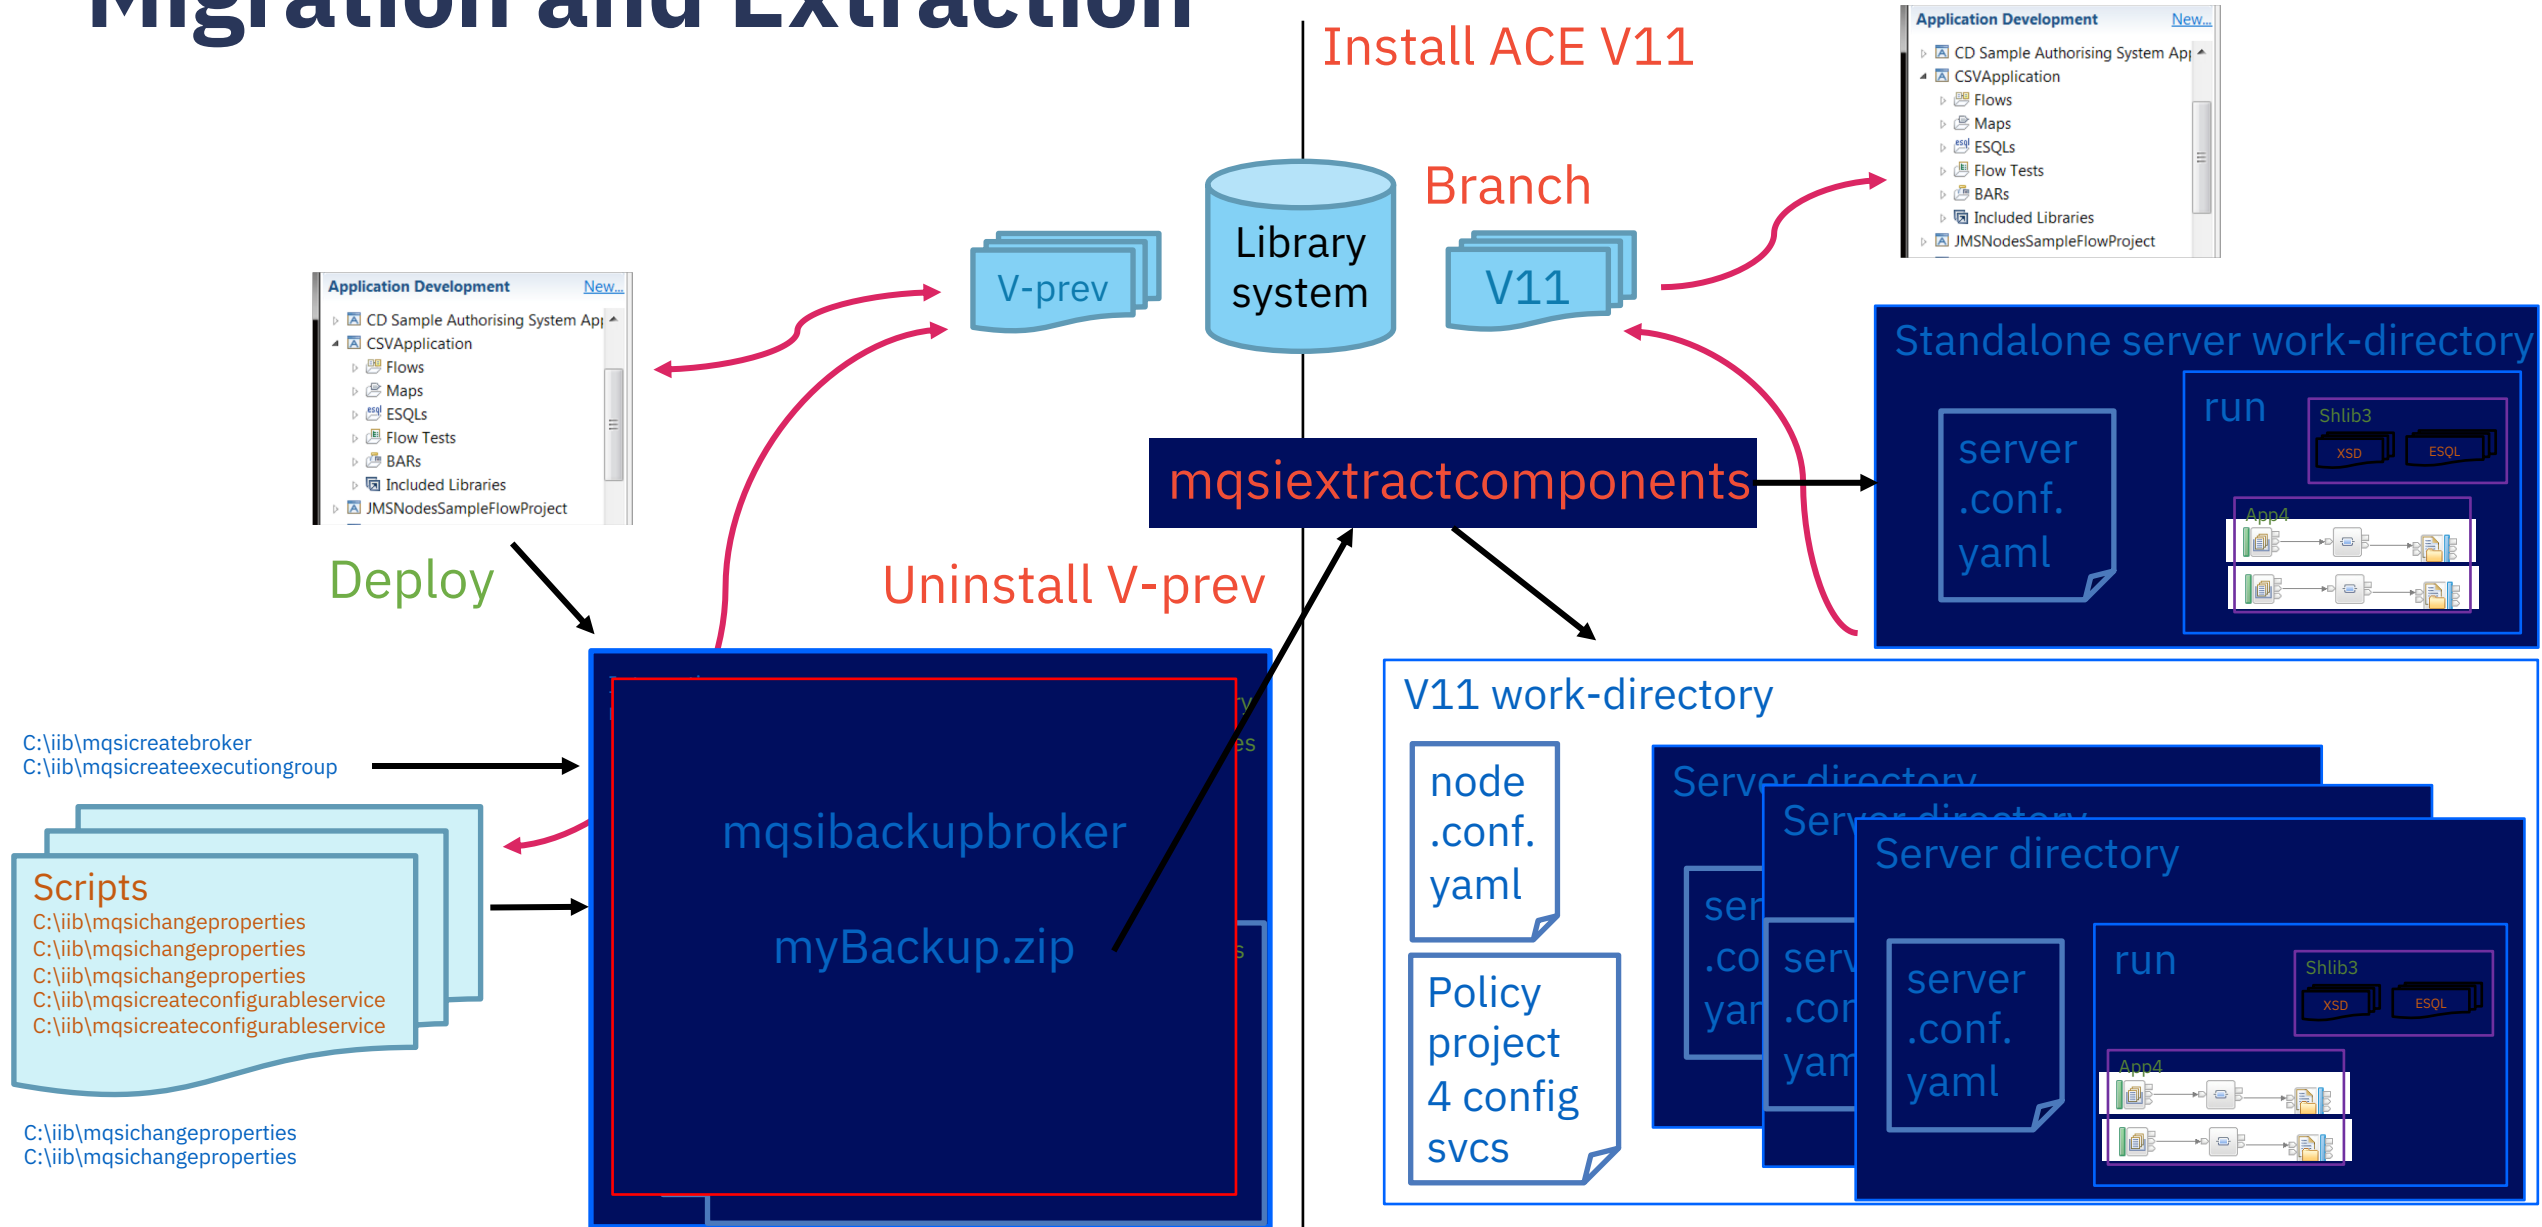 Migration and Extraction
Install ACE V11
Application Development New...
CD Sample Authorising System
CSVApplication
Flows
Maps
ESQLs
Flow Tests
BARs
Included Libraries
JMSNodesSampleFlowProject
Branch
Library
system
V-prev
V11
Application Development New...
CD Sample Authorising System
CSVApplication
Flows
Maps
esql ESQLs
Flow Tests
BARs
Included Libraries
JMSNodesSampleFlowProject
Standalone server work-directory
server
.conf.
yaml
run
Shlib3
XSD ESQL
App4
mqsiextractcomponents
Deploy
Uninstall V-prev
C:\iib\mqsicreatebroker
C:\iib\mqsicreateexecutiongroup
Scripts
C:\iib\mqsichangeproperties
C:\iib\mqsichangeproperties
C:\iib\mqsichangeproperties
C:\iib\mqsicreateconfigurableservice
C:\iib\mqsicreateconfigurableservice
C:\iib\mqsichangeproperties
C:\iib\mqsichangeproperties
mqsibackupbroker
myBackup.zip
V11 work-directory
node
.conf.
yaml
Policy
project
4 config
svcs
Server directory
Server directory
Server directory
server
.conf.
yaml
run
Shlib3
XSD ESQL
App4